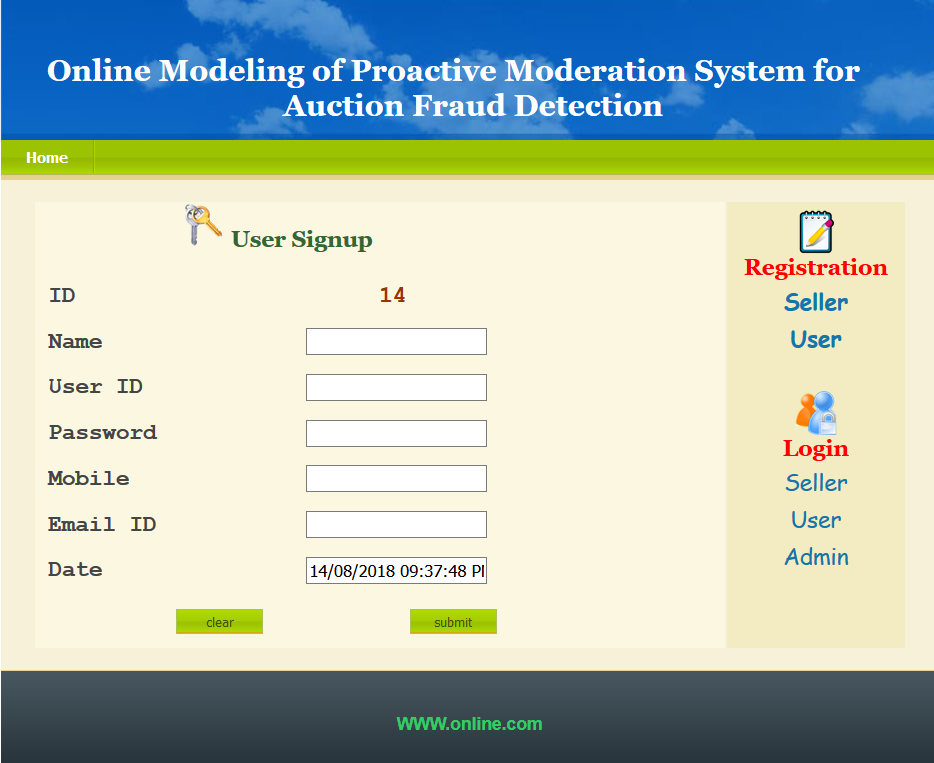 Online Modeling of Proactive Moderation System for
Auction Fraud Detection
Home
User Signup
ID 14
Name
User ID
Password
Mobile
Email ID
Date 14/08/2018 09:37:48 P
clear submit
Registration
Seller
User
Login
Seller
User
Admin
WWW.online.com